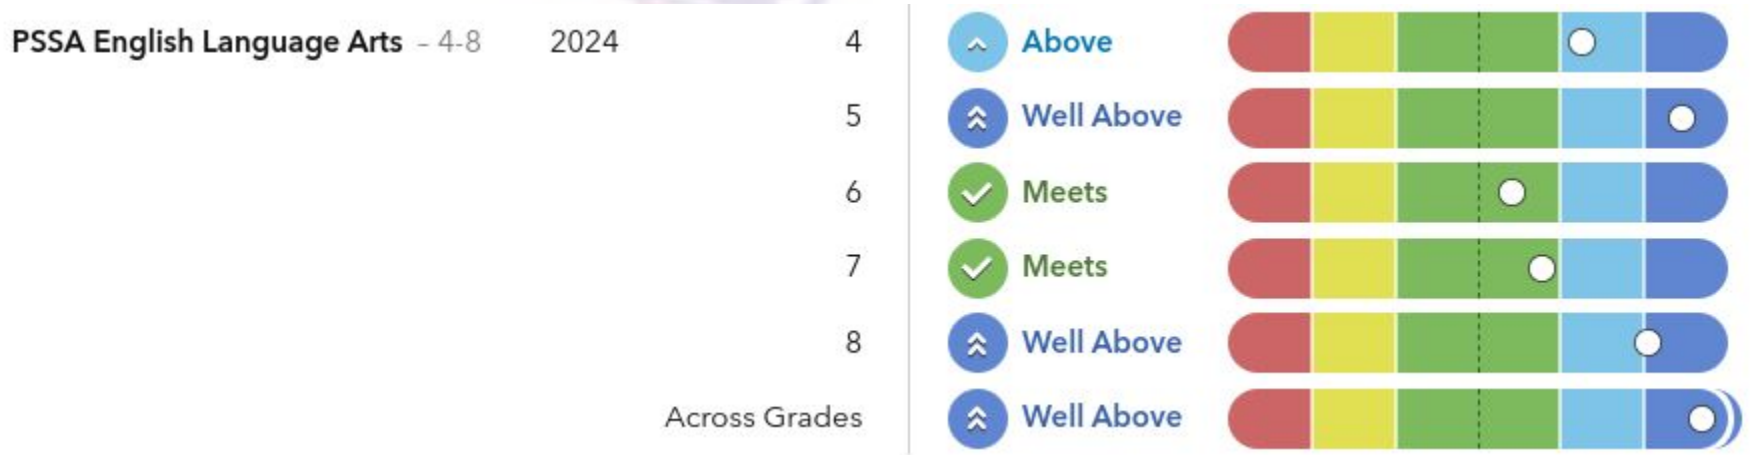 PSSA English Language Arts - 4-8 2024 4 Above
5 Well Above
6 Meets
7 Meets
8 Well Above
Across Grades Well Above